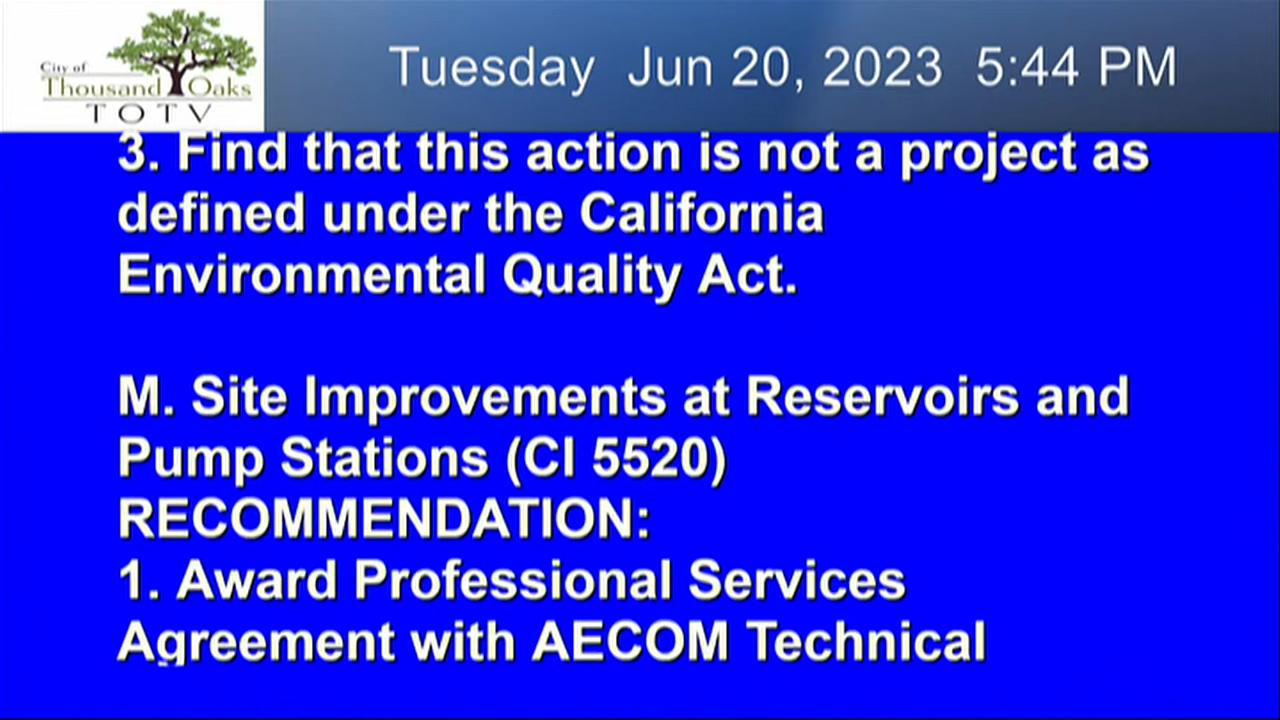 City of
Thousand Oaks
TOTV
Tuesday Jun 20, 2023 5:44 PM
3. Find that this action is not a project as
defined under the California
Environmental Quality Act.
M. Site Improvements at Reservoirs and
Pump Stations (CI 5520)
RECOMMENDATION:
1. Award Professional Services
Agreement with AECOM Technical